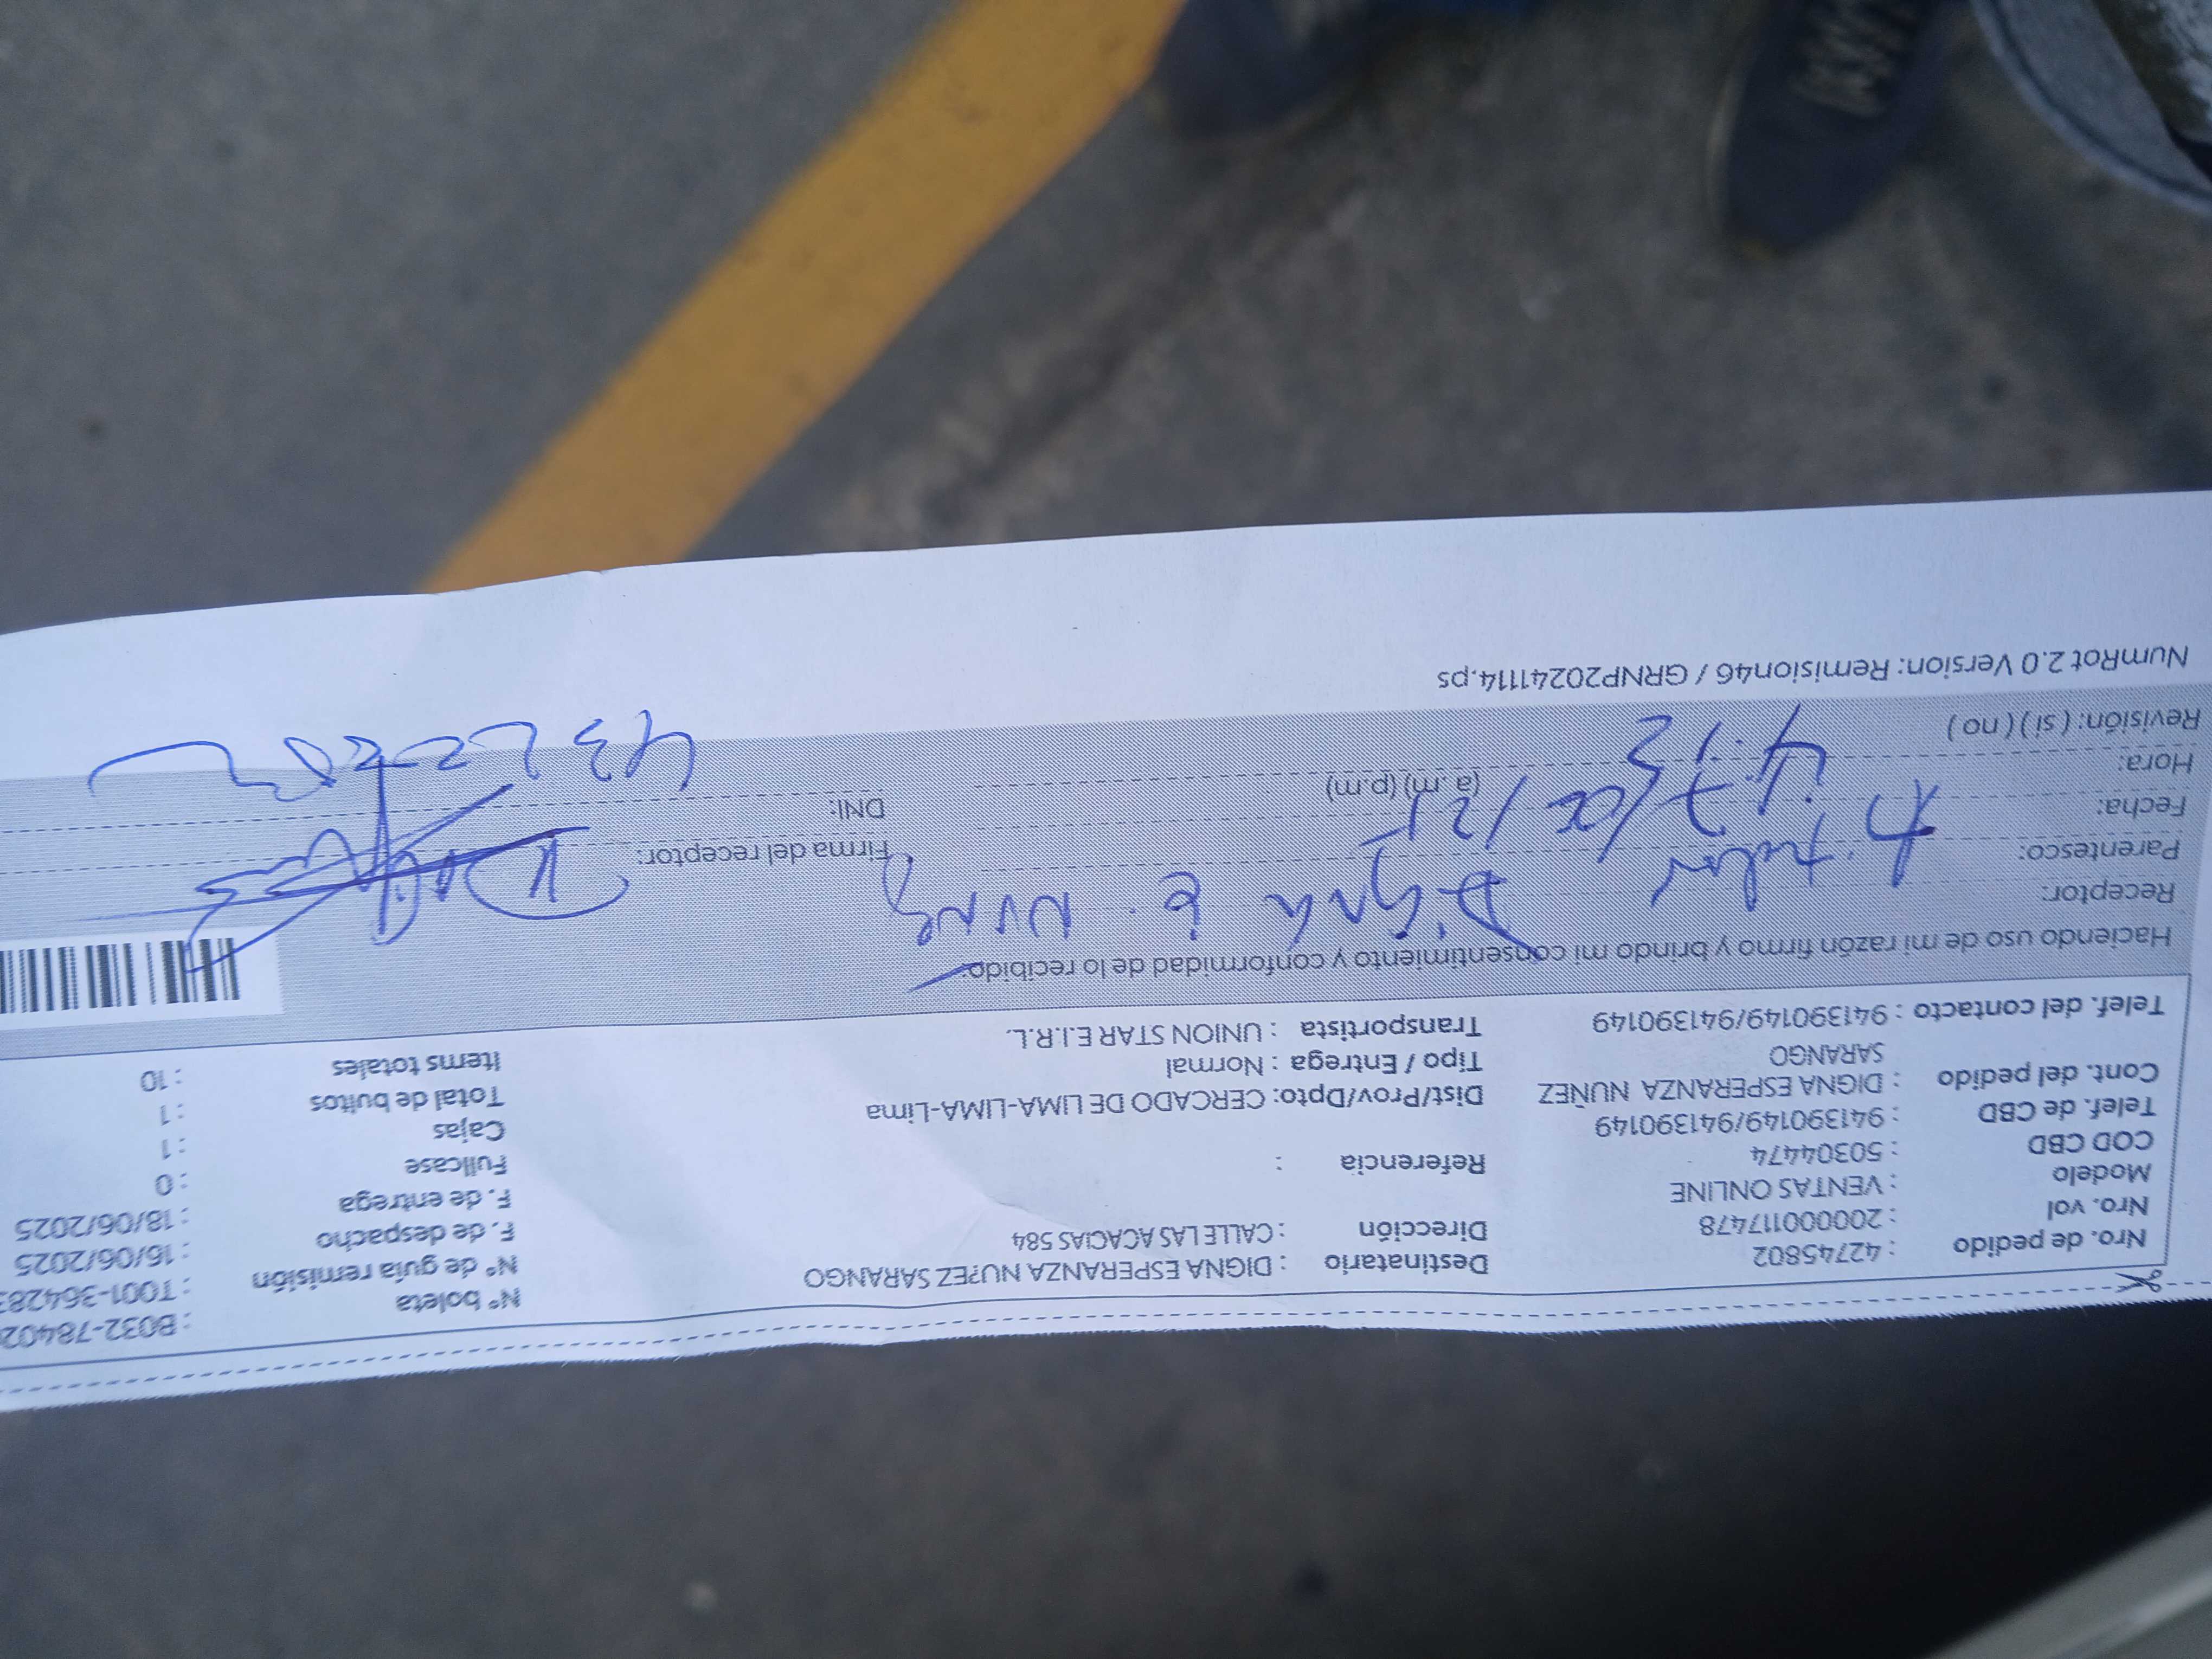 Nro. de pedido : 42745802
Nro. vol : 20000117478
Modelo : VENTAS ONLINE
COD CBD : 50304474
Telef. de CBD : 941390149/941390149
Cont. del pedido : DIGNA ESPERANZA NUÑEZ
SARANGO
Telef. del contacto : 941390149/941390149
Destinatario : DIGNA ESPERANZA NU?EZ SARANGO
Dirección : CALLE LAS ACACIAS 584
Referencia :
Dist/Prov/Dpto: CERCADO DE LIMA-LIMA-Lima
Tipo / Entrega : Normal
Transportista : UNION STAR E.I.R.L.
N° boleta : B032-78402
N° de guía remisión : T001-364283
F. de despacho : 16/06/2025
F. de entrega : 18/06/2025
Fullcase : 0
Cajas : 1
Total de bultos : 1
Items totales : 10
Haciendo uso de mi razón firmo y brindo mi consentimiento y conformidad de lo recibido:
Receptor: Digna E. Nuñez
Parentesco: Titular
Fecha:
Hora: (a.m) (p.m)
Revisión: ( si ) ( no )
Firma del receptor:
DNI:
NumRot 2.0 Version: Remision46 / GRNP20241114.ps